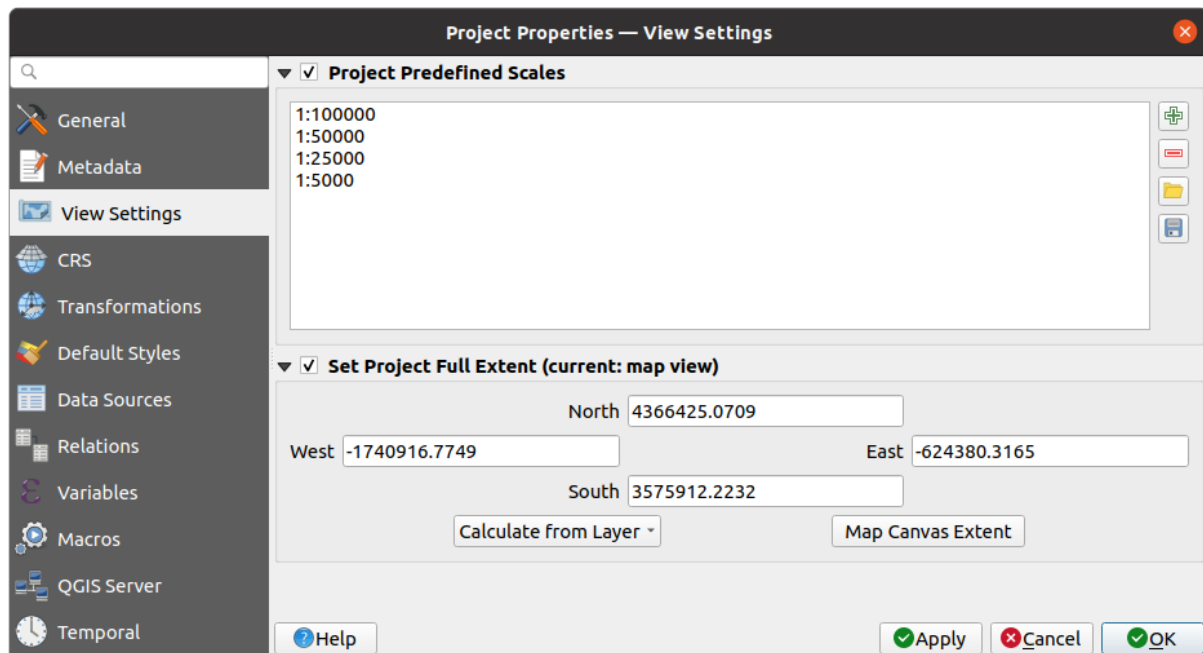 Project Properties — View Settings
General
Metadata
View Settings
CRS
Transformations
Default Styles
Data Sources
Relations
Variables
Macros
QGIS Server
Temporal
Project Predefined Scales
1:100000
1:50000
1:25000
1:5000
Set Project Full Extent (current: map view)
North 4366425.0709
West -1740916.7749 East -624380.3165
South 3575912.2232
Calculate from Layer Map Canvas Extent
Help Apply Cancel OK